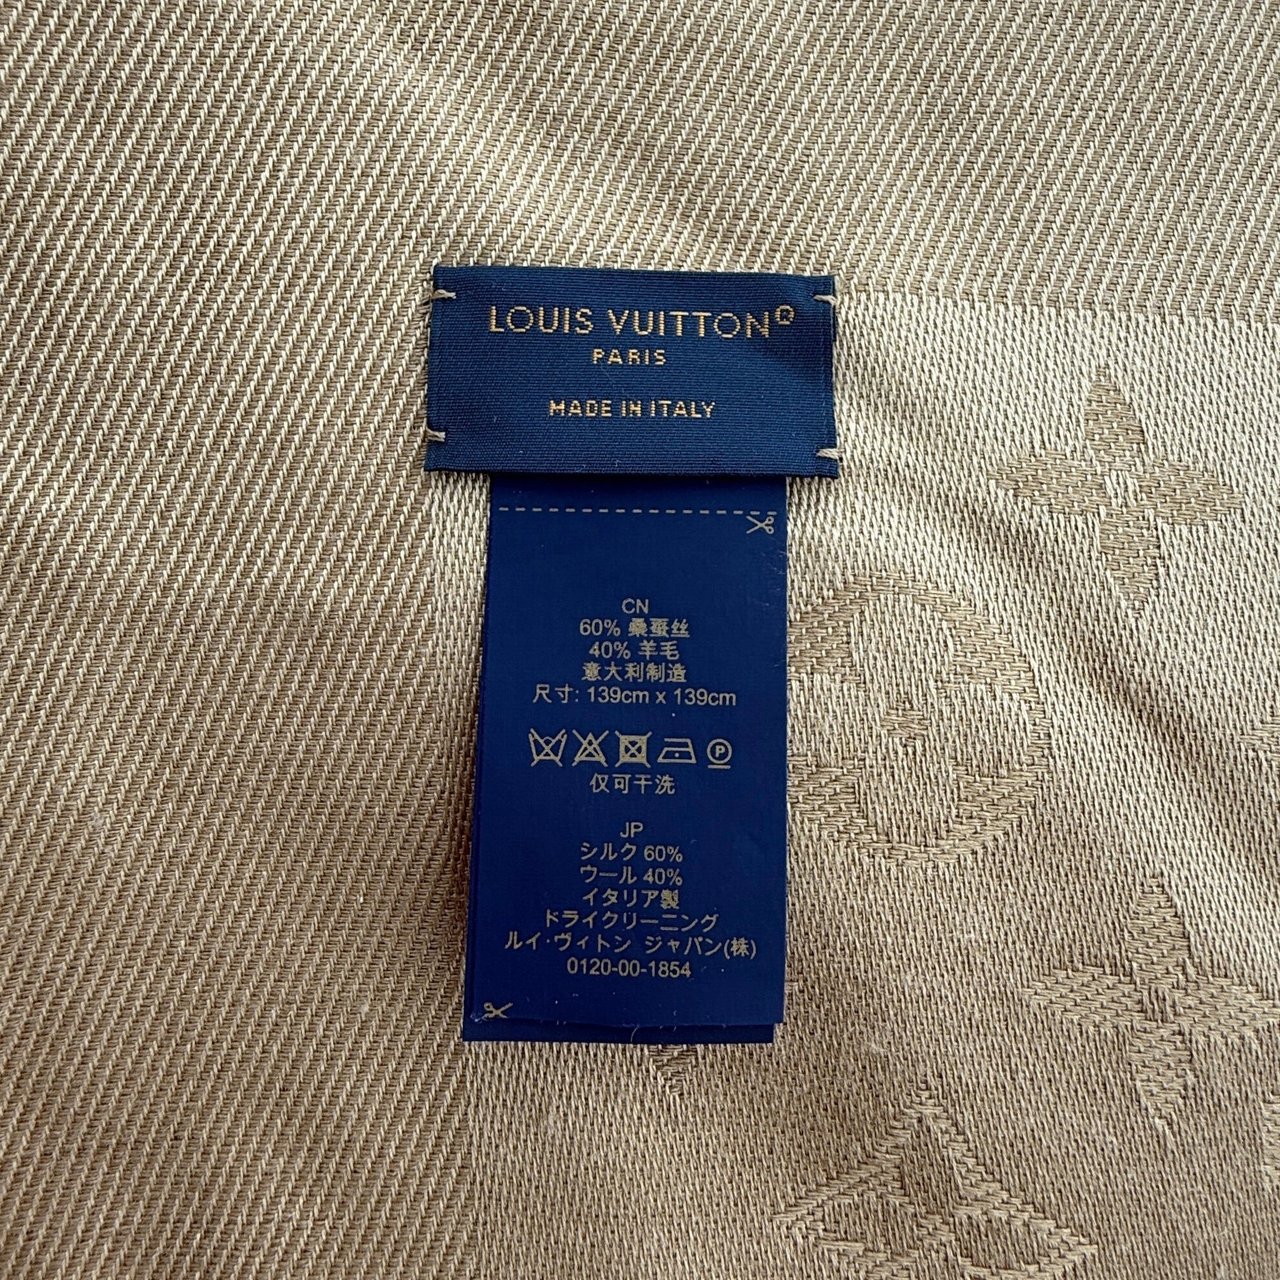 LOUIS VUITTON®
PARIS
MADE IN ITALY
CN
60% 桑蚕丝
40% 羊毛
意大利制造
尺寸: 139cm x 139cm
P
仅可干洗
JP
シルク 60%
ウール 40%
イタリア製
ドライクリーニング
ルイ·ヴィトン ジャパン(株)
0120-00-1854